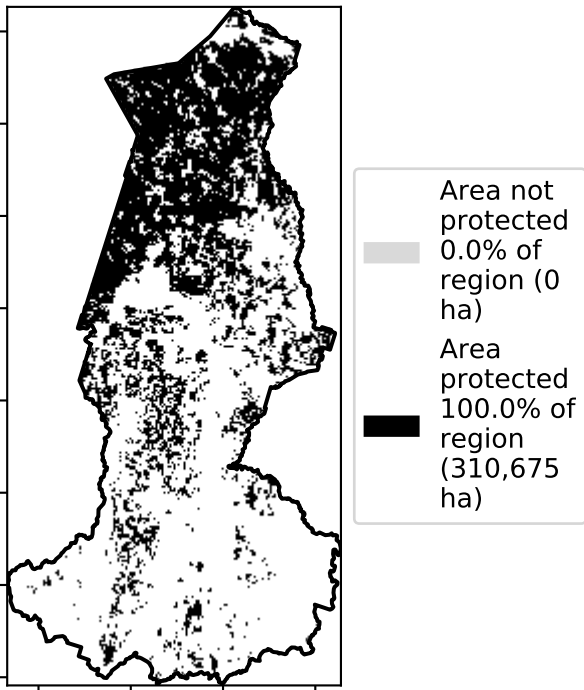 Area not
protected
0.0% of
region (0
ha)
Area
protected
100.0% of
region
(310,675
ha)